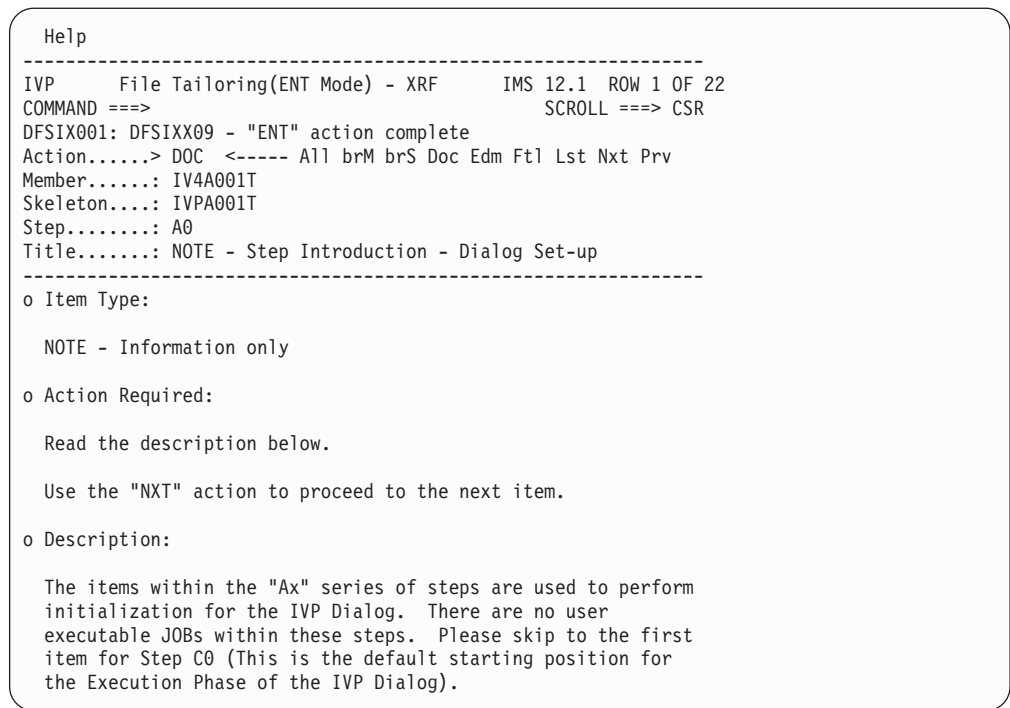 Help
-------------------------------------------------------------------
IVP      File Tailoring(ENT Mode) - XRF      IMS 12.1  ROW 1 OF 22
COMMAND ===>                                     SCROLL ===> CSR
DFSIX001: DFSIXX09 - "ENT" action complete
Action......> DOC  <----- All brM brS Doc Edm Ftl Lst Nxt Prv
Member......: IV4A001T
Skeleton....: IVPA001T
Step........: A0
Title.......: NOTE - Step Introduction - Dialog Set-up
-------------------------------------------------------------------
o Item Type:
NOTE - Information only
o Action Required:
Read the description below.
Use the "NXT" action to proceed to the next item.
o Description:
The items within the "Ax" series of steps are used to perform
initialization for the IVP Dialog.  There are no user
executable JOBs within these steps.  Please skip to the first
item for Step C0 (This is the default starting position for
the Execution Phase of the IVP Dialog).